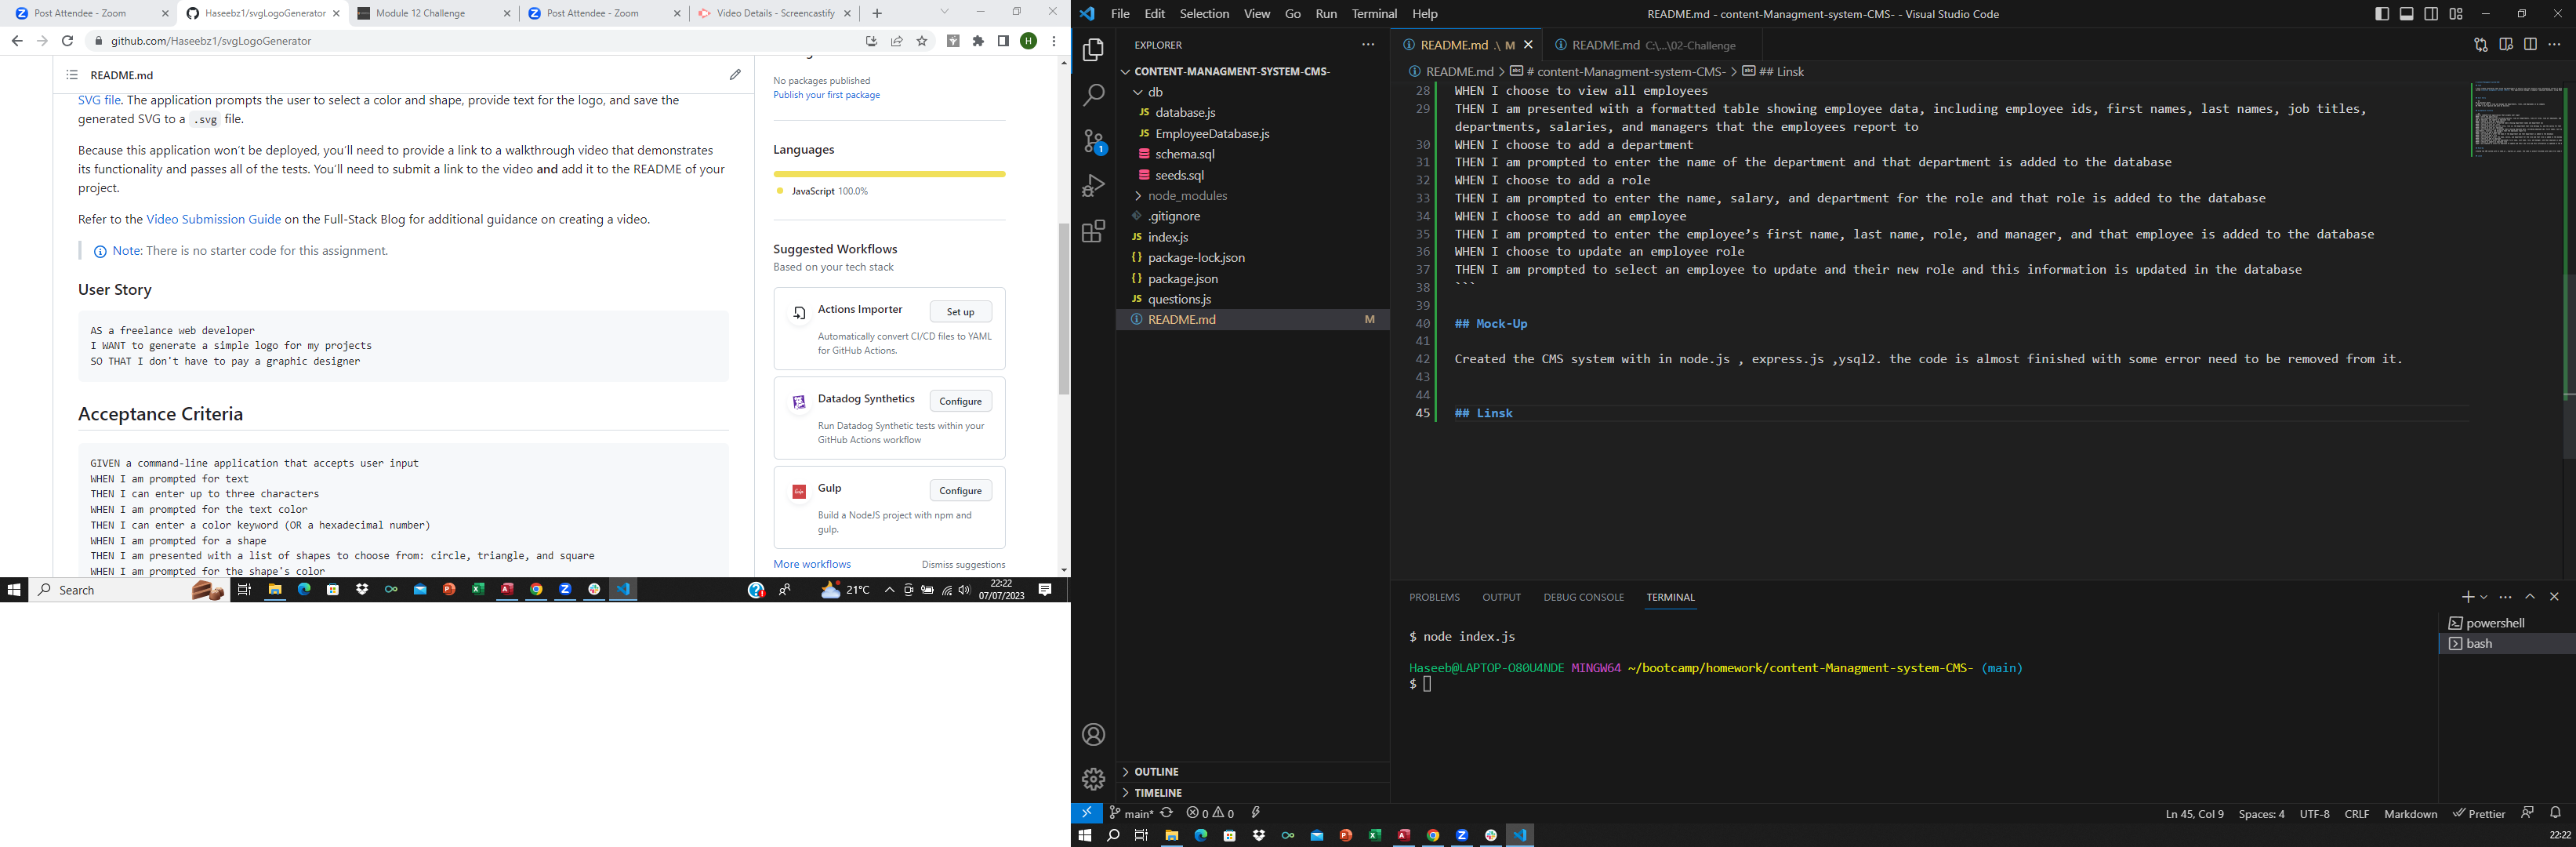 Post Attendee - Zoom
Haseebz1/svgLogoGenerator
Module 12 Challenge
Post Attendee - Zoom
Video Details - Screencastify
github.com/Haseebz1/svgLogoGenerator
H
README.md
SVG file. The application prompts the user to select a color and shape, provide text for the logo, and save the
generated SVG to a .svg file.
Because this application won't be deployed, you'll need to provide a link to a walkthrough video that demonstrates
its functionality and passes all of the tests. You'll need to submit a link to the video and add it to the README of your
project.
Refer to the Video Submission Guide on the Full-Stack Blog for additional guidance on creating a video.
Note: There is no starter code for this assignment.
User Story
AS a freelance web developer
I WANT to generate a simple logo for my projects
SO THAT I don't have to pay a graphic designer
Acceptance Criteria
GIVEN a command-line application that accepts user input
WHEN I am prompted for text
THEN I can enter up to three characters
WHEN I am prompted for the text color
THEN I can enter a color keyword (OR a hexadecimal number)
WHEN I am prompted for a shape
THEN I am presented with a list of shapes to choose from: circle, triangle, and square
WHEN I am prompted for the shape's color
No packages published
Publish your first package
Languages
JavaScript 100.0%
Suggested Workflows
Based on your tech stack
Actions Importer
Set up
Automatically convert CI/CD files to YAML
for GitHub Actions.
Datadog Synthetics
Configure
Run Datadog Synthetic tests within your
GitHub Actions workflow
Gulp
Configure
Build a NodeJS project with npm and
gulp.
More workflows
Dismiss suggestions
Search
21°C
22:22
07/07/2023
File Edit Selection View Go Run Terminal Help
README.md - content-Managment-system-CMS- - Visual Studio Code
EXPLORER
CONTENT-MANAGMENT-SYSTEM-CMS-
db
JS database.js
JS EmployeeDatabase.js
schema.sql
seeds.sql
node_modules
.gitignore
JS index.js
{} package-lock.json
{} package.json
JS questions.js
README.md M
OUTLINE
TIMELINE
1
README.md .\ M
README.md C:\...\02-Challenge
README.md > # content-Managment-system-CMS- > ## Linsk
28 WHEN I choose to view all employees
29 THEN I am presented with a formatted table showing employee data, including employee ids, first names, last names, job titles,
departments, salaries, and managers that the employees report to
30 WHEN I choose to add a department
31 THEN I am prompted to enter the name of the department and that department is added to the database
32 WHEN I choose to add a role
33 THEN I am prompted to enter the name, salary, and department for the role and that role is added to the database
34 WHEN I choose to add an employee
35 THEN I am prompted to enter the employee’s first name, last name, role, and manager, and that employee is added to the database
36 WHEN I choose to update an employee role
37 THEN I am prompted to select an employee to update and their new role and this information is updated in the database
38 ```
39
40 ## Mock-Up
41
42 Created the CMS system with in node.js , express.js ,ysql2. the code is almost finished with some error need to be removed from it.
43
44
45 ## Linsk
PROBLEMS OUTPUT DEBUG CONSOLE TERMINAL
$ node index.js
Haseeb@LAPTOP-O80U4NDE MINGW64 ~/bootcamp/homework/content-Managment-system-CMS- (main)
$
powershell
bash
main*
0 0
Ln 45, Col 9 Spaces: 4 UTF-8 CRLF Markdown Prettier
22:22